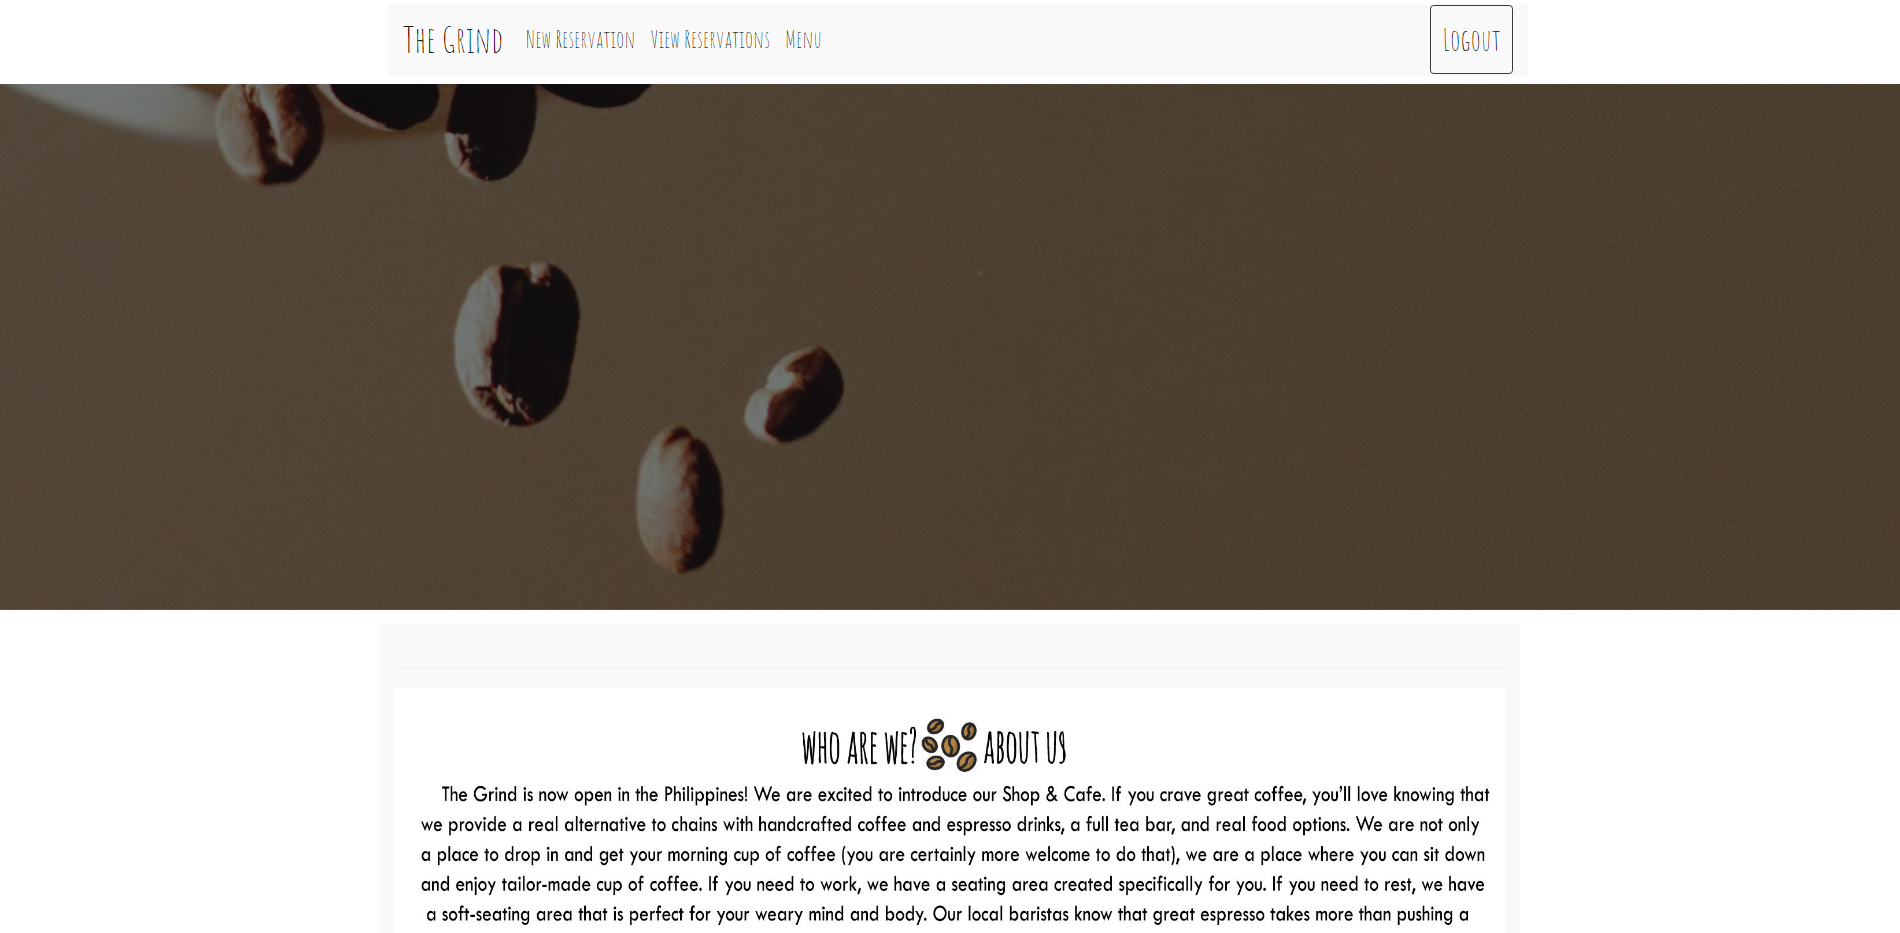 The Grind New Reservation View Reservations Menu Logout
WHO ARE WE? ABOUT US
The Grind is now open in the Philippines! We are excited to introduce our Shop & Cafe. If you crave great coffee, you'll love knowing that
we provide a real alternative to chains with handcrafted coffee and espresso drinks, a full tea bar, and real food options. We are not only
a place to drop in and get your morning cup of coffee (you are certainly more welcome to do that), we are a place where you can sit down
and enjoy tailor-made cup of coffee. If you need to work, we have a seating area created specifically for you. If you need to rest, we have
a soft-seating area that is perfect for your weary mind and body. Our local baristas know that great espresso takes more than pushing a